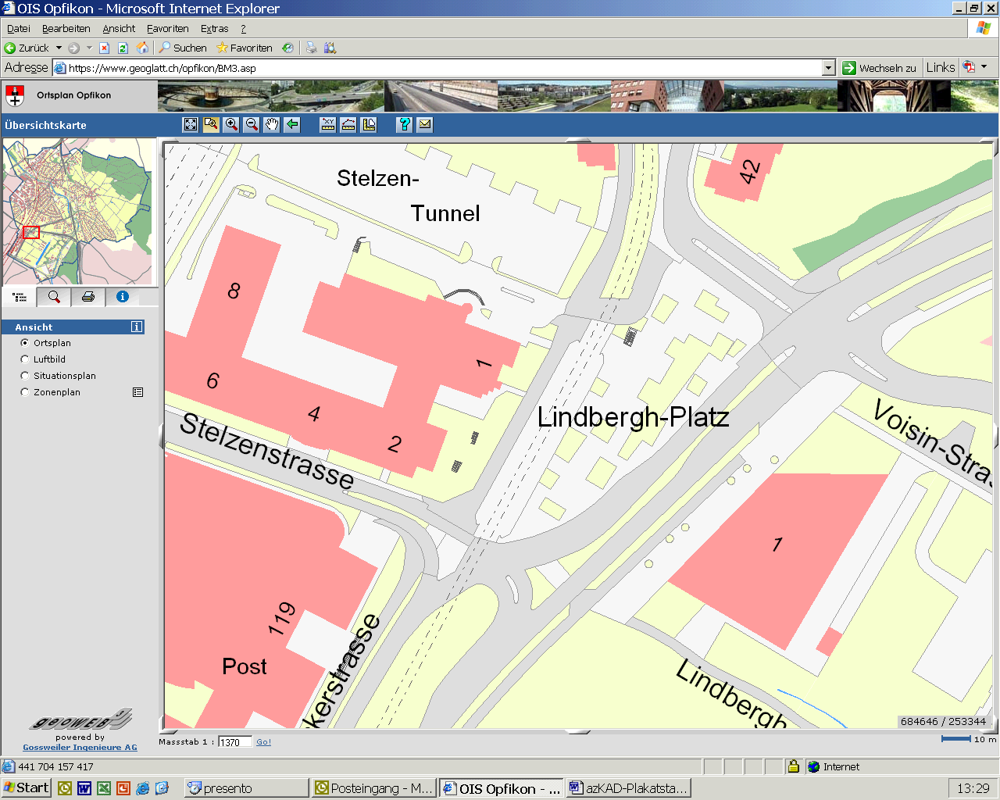 OIS Opfikon - Microsoft Internet Explorer
Datei Bearbeiten Ansicht Favoriten Extras ?
Zurück Suchen Favoriten
Adresse https://www.geoglatt.ch/opfikon/BM3.asp Wechseln zu Links
Ortsplan Opfikon
Übersichtskarte
Ansicht
Ortsplan
Luftbild
Situationsplan
Zonenplan
Stelzen-
Tunnel
42
8
6
4
2
1
Stelzenstrasse
Lindbergh-Platz
Voisin-Stras
1
119
Post
kerstrasse
Lindbergh
684646 / 253344
geoWEB
powered by
Gossweiler Ingenieure AG
Massstab 1 : 1370 Go!
10 m
441 704 157 417
Internet
Start presento Posteingang - M... OIS Opfikon - ... azKAD-Plakatsta... 13:29